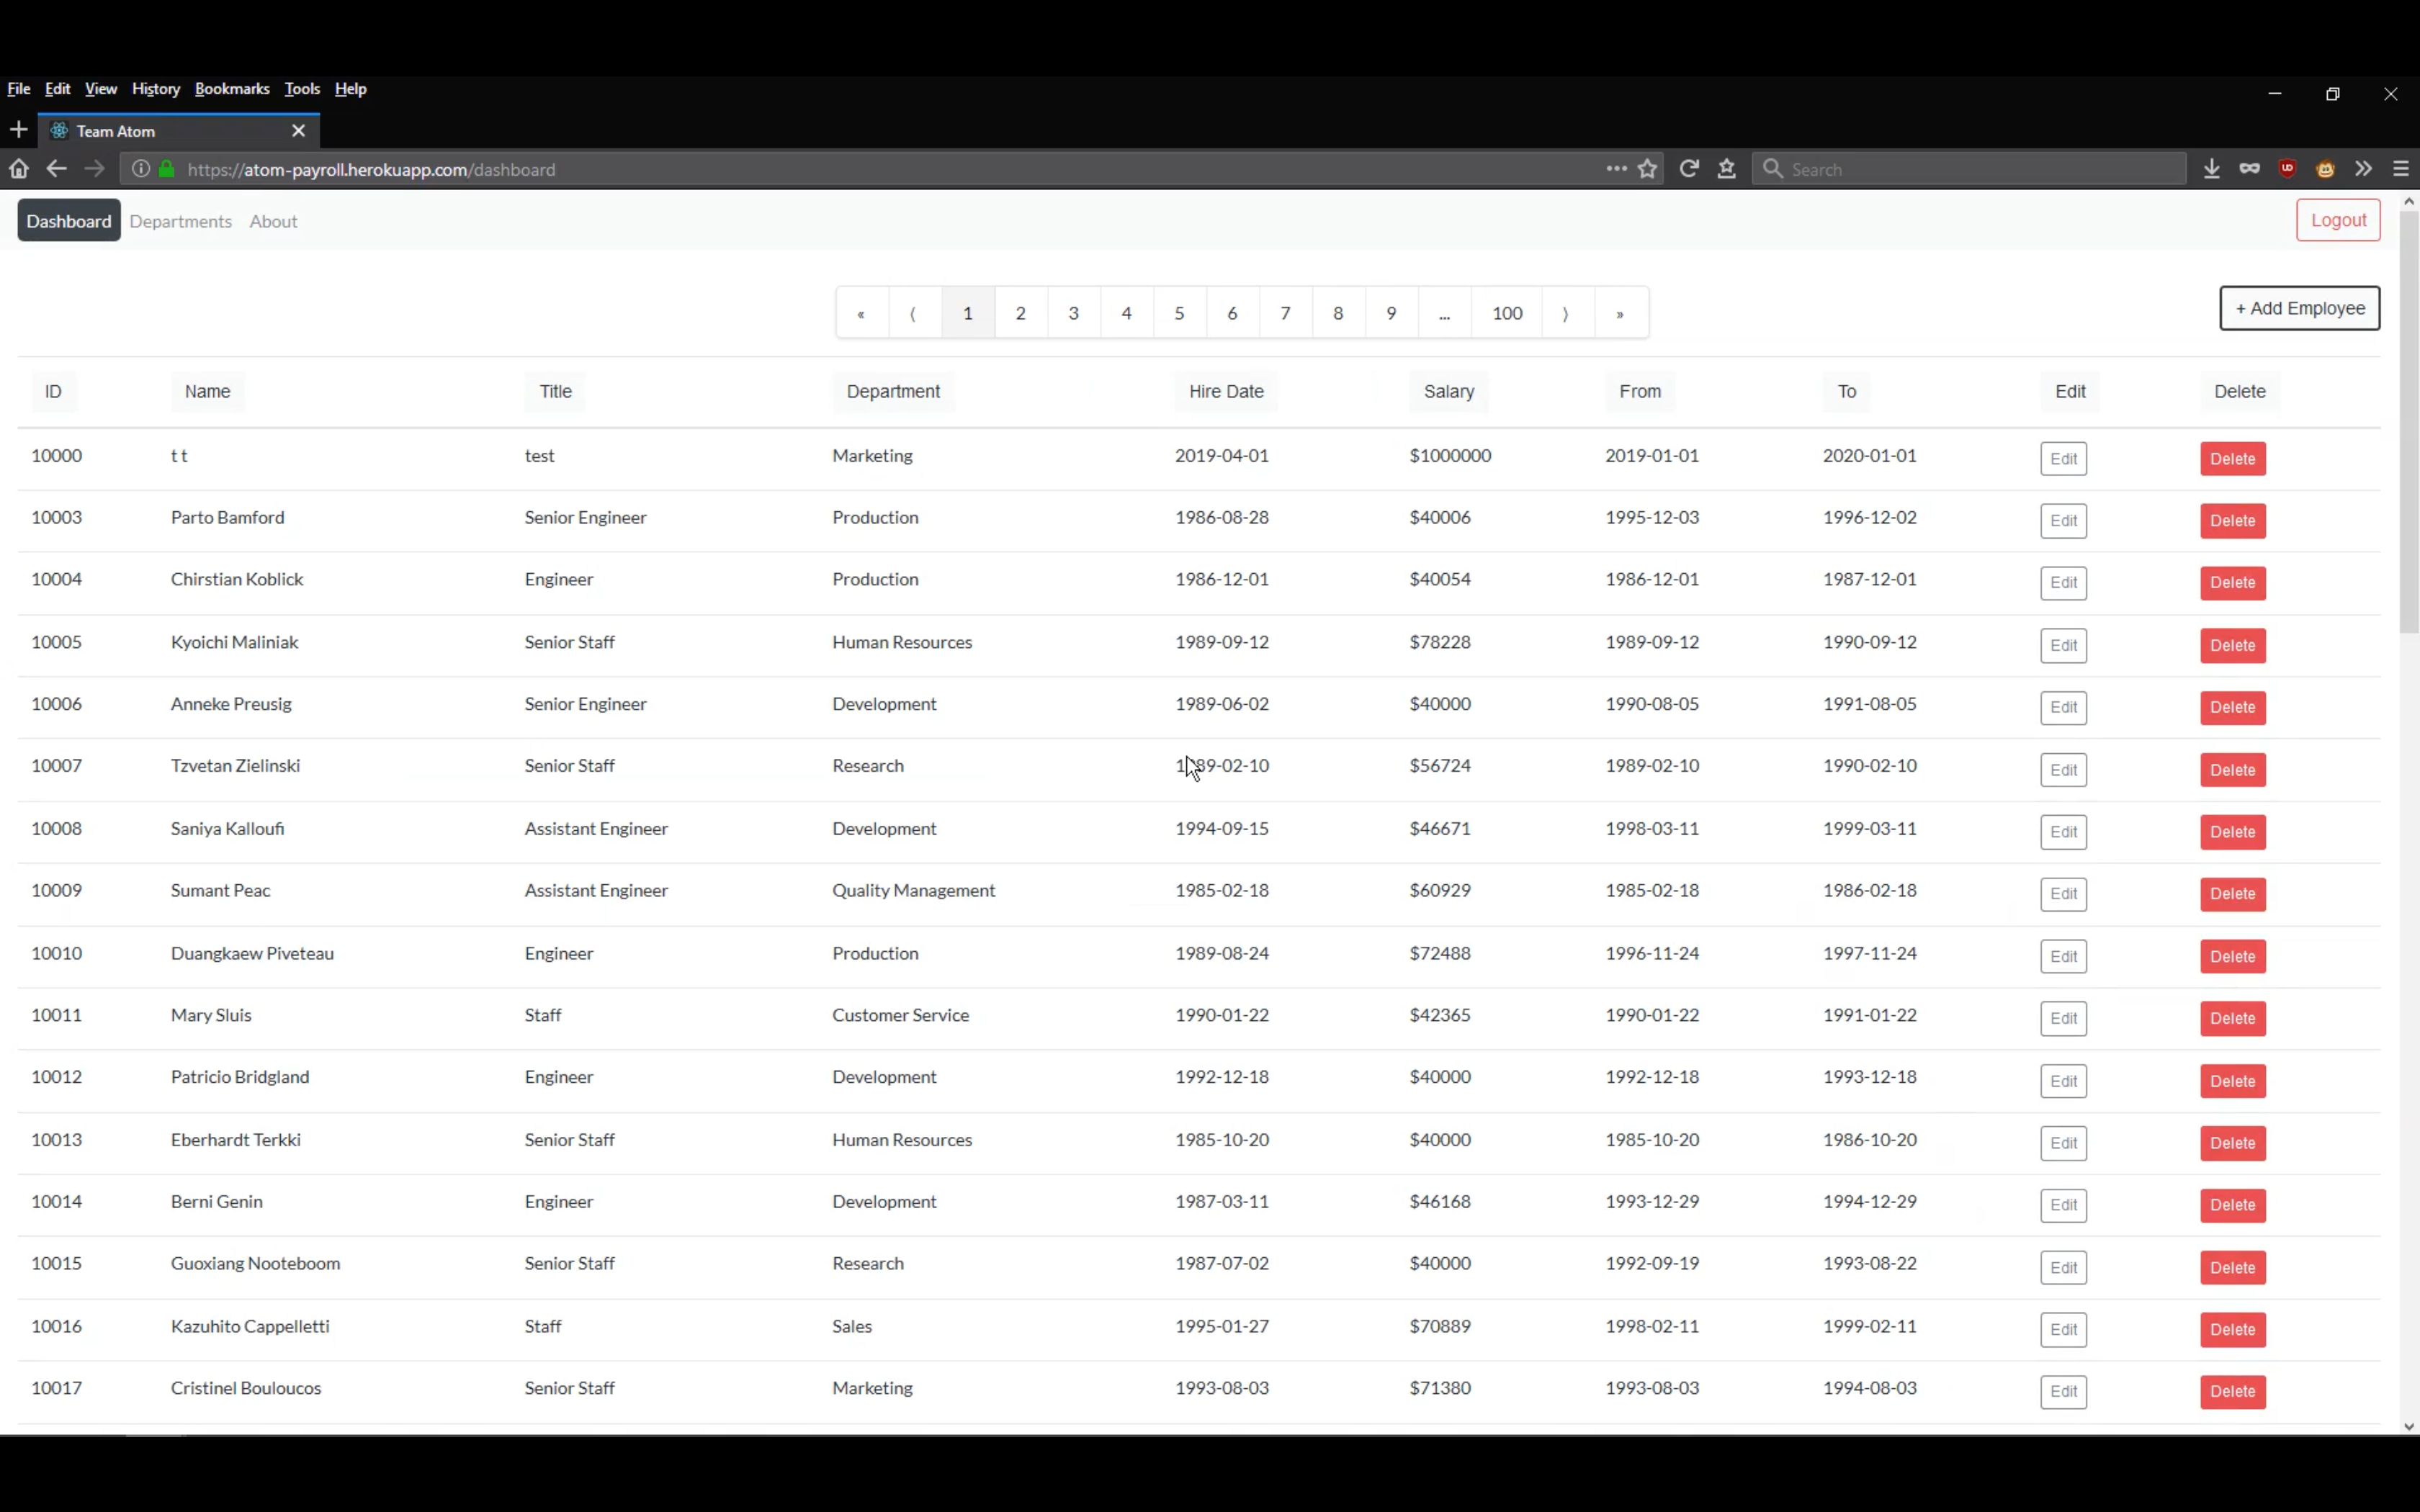 File Edit View History Bookmarks Tools Help
Team Atom
https://atom-payroll.herokuapp.com/dashboard Search
Dashboard Departments About Logout
« ⟨ 1 2 3 4 5 6 7 8 9 ... 100 ⟩ » + Add Employee
ID Name Title Department Hire Date Salary From To Edit Delete
10000 t t test Marketing 2019-04-01 $1000000 2019-01-01 2020-01-01 Edit Delete
10003 Parto Bamford Senior Engineer Production 1986-08-28 $40006 1995-12-03 1996-12-02 Edit Delete
10004 Chirstian Koblick Engineer Production 1986-12-01 $40054 1986-12-01 1987-12-01 Edit Delete
10005 Kyoichi Maliniak Senior Staff Human Resources 1989-09-12 $78228 1989-09-12 1990-09-12 Edit Delete
10006 Anneke Preusig Senior Engineer Development 1989-06-02 $40000 1990-08-05 1991-08-05 Edit Delete
10007 Tzvetan Zielinski Senior Staff Research 1989-02-10 $56724 1989-02-10 1990-02-10 Edit Delete
10008 Saniya Kalloufi Assistant Engineer Development 1994-09-15 $46671 1998-03-11 1999-03-11 Edit Delete
10009 Sumant Peac Assistant Engineer Quality Management 1985-02-18 $60929 1985-02-18 1986-02-18 Edit Delete
10010 Duangkaew Piveteau Engineer Production 1989-08-24 $72488 1996-11-24 1997-11-24 Edit Delete
10011 Mary Sluis Staff Customer Service 1990-01-22 $42365 1990-01-22 1991-01-22 Edit Delete
10012 Patricio Bridgland Engineer Development 1992-12-18 $40000 1992-12-18 1993-12-18 Edit Delete
10013 Eberhardt Terkki Senior Staff Human Resources 1985-10-20 $40000 1985-10-20 1986-10-20 Edit Delete
10014 Berni Genin Engineer Development 1987-03-11 $46168 1993-12-29 1994-12-29 Edit Delete
10015 Guoxiang Nooteboom Senior Staff Research 1987-07-02 $40000 1992-09-19 1993-08-22 Edit Delete
10016 Kazuhito Cappelletti Staff Sales 1995-01-27 $70889 1998-02-11 1999-02-11 Edit Delete
10017 Cristinel Bouloucos Senior Staff Marketing 1993-08-03 $71380 1993-08-03 1994-08-03 Edit Delete